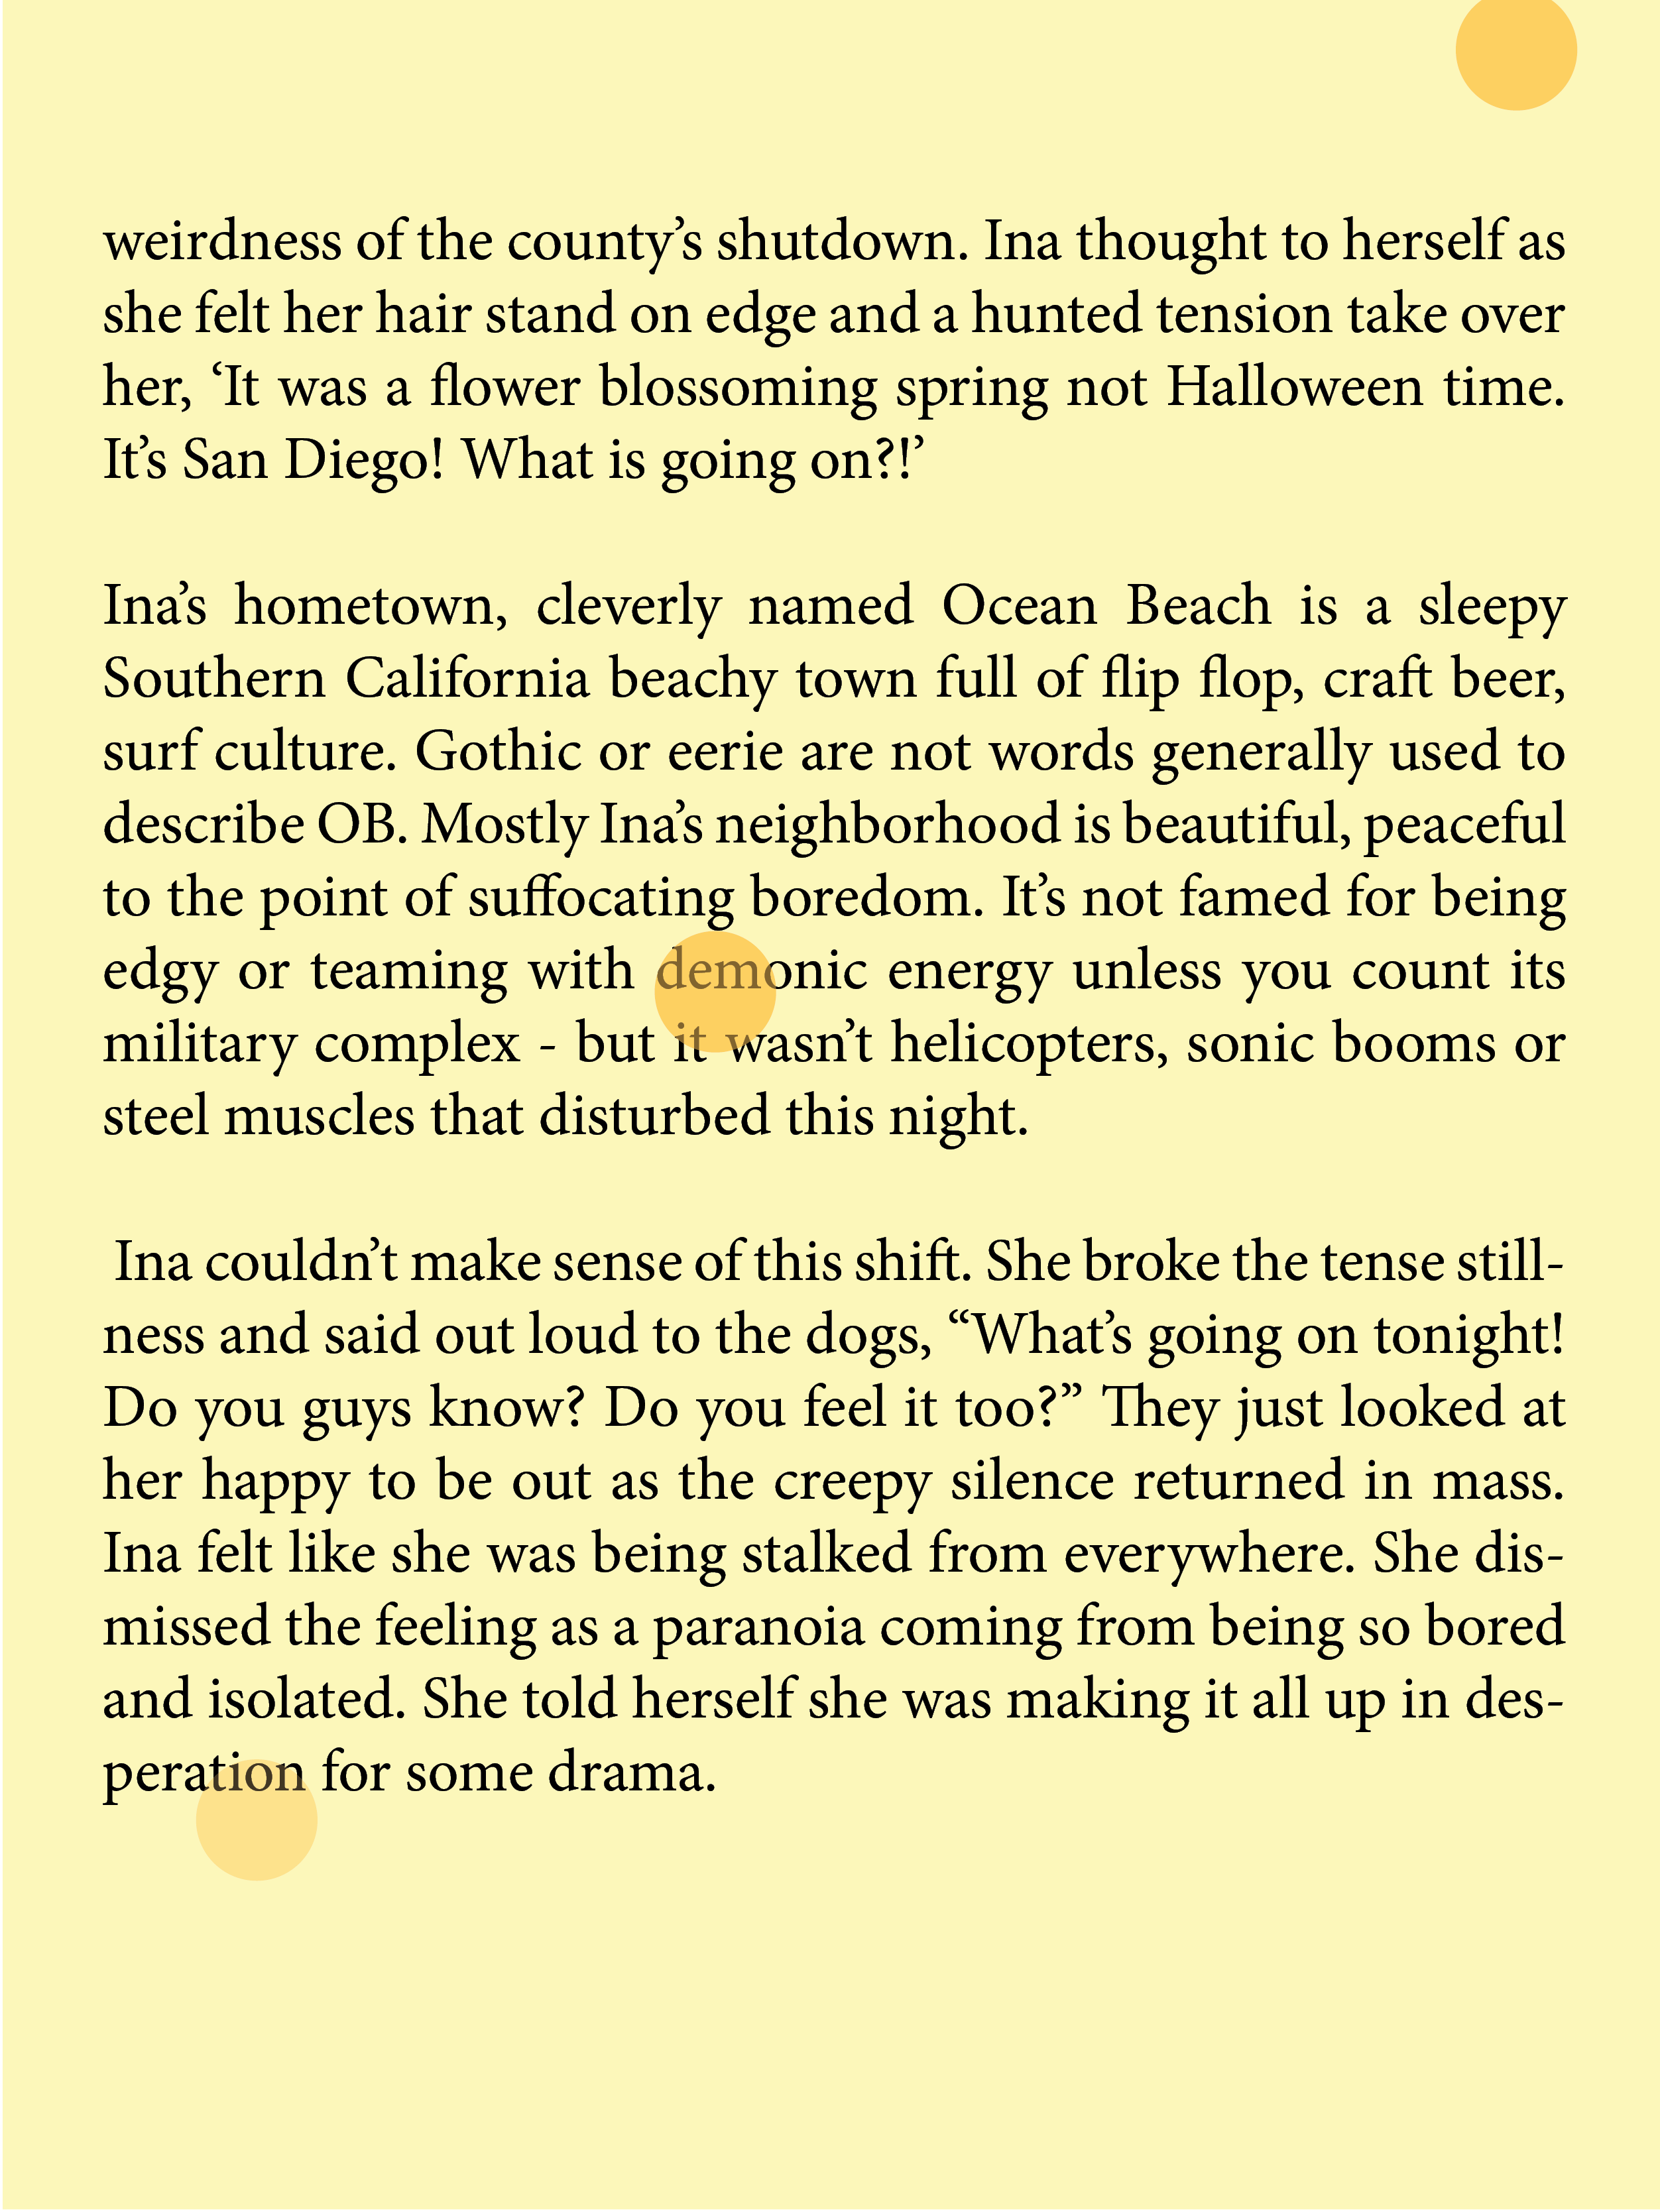 weirdness of the county’s shutdown. Ina thought to herself as
she felt her hair stand on edge and a hunted tension take over
her, ‘It was a flower blossoming spring not Halloween time.
It’s San Diego! What is going on?!’
Ina’s hometown, cleverly named Ocean Beach is a sleepy
Southern California beachy town full of flip flop, craft beer,
surf culture. Gothic or eerie are not words generally used to
describe OB. Mostly Ina’s neighborhood is beautiful, peaceful
to the point of suffocating boredom. It’s not famed for being
edgy or teaming with demonic energy unless you count its
military complex - but it wasn’t helicopters, sonic booms or
steel muscles that disturbed this night.
Ina couldn’t make sense of this shift. She broke the tense still-
ness and said out loud to the dogs, “What’s going on tonight!
Do you guys know? Do you feel it too?” They just looked at
her happy to be out as the creepy silence returned in mass.
Ina felt like she was being stalked from everywhere. She dis-
missed the feeling as a paranoia coming from being so bored
and isolated. She told herself she was making it all up in des-
peration for some drama.